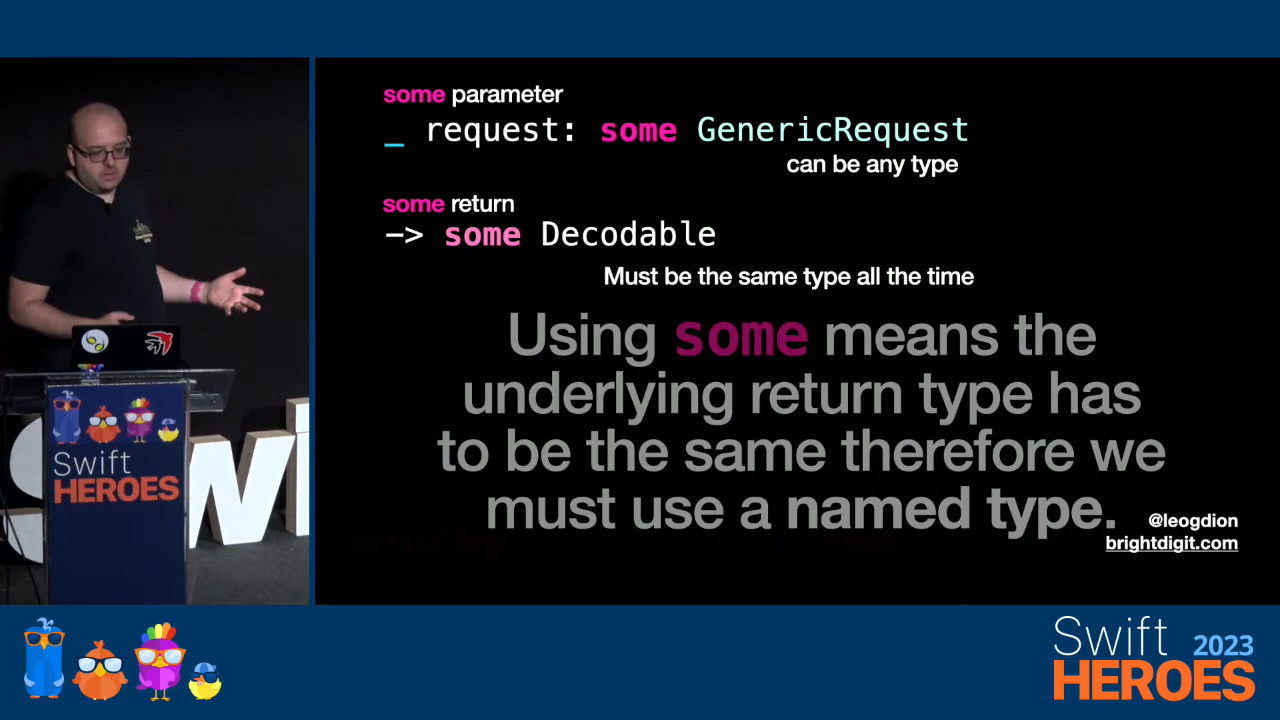 some parameter
_ request: some GenericRequest
can be any type
some return
-> some Decodable
Must be the same type all the time
Using some means the
underlying return type has
to be the same therefore we
must use a named type.
@leogdion
brightdigit.com
Swift
HEROES
Swi
Swift 2023
HEROES